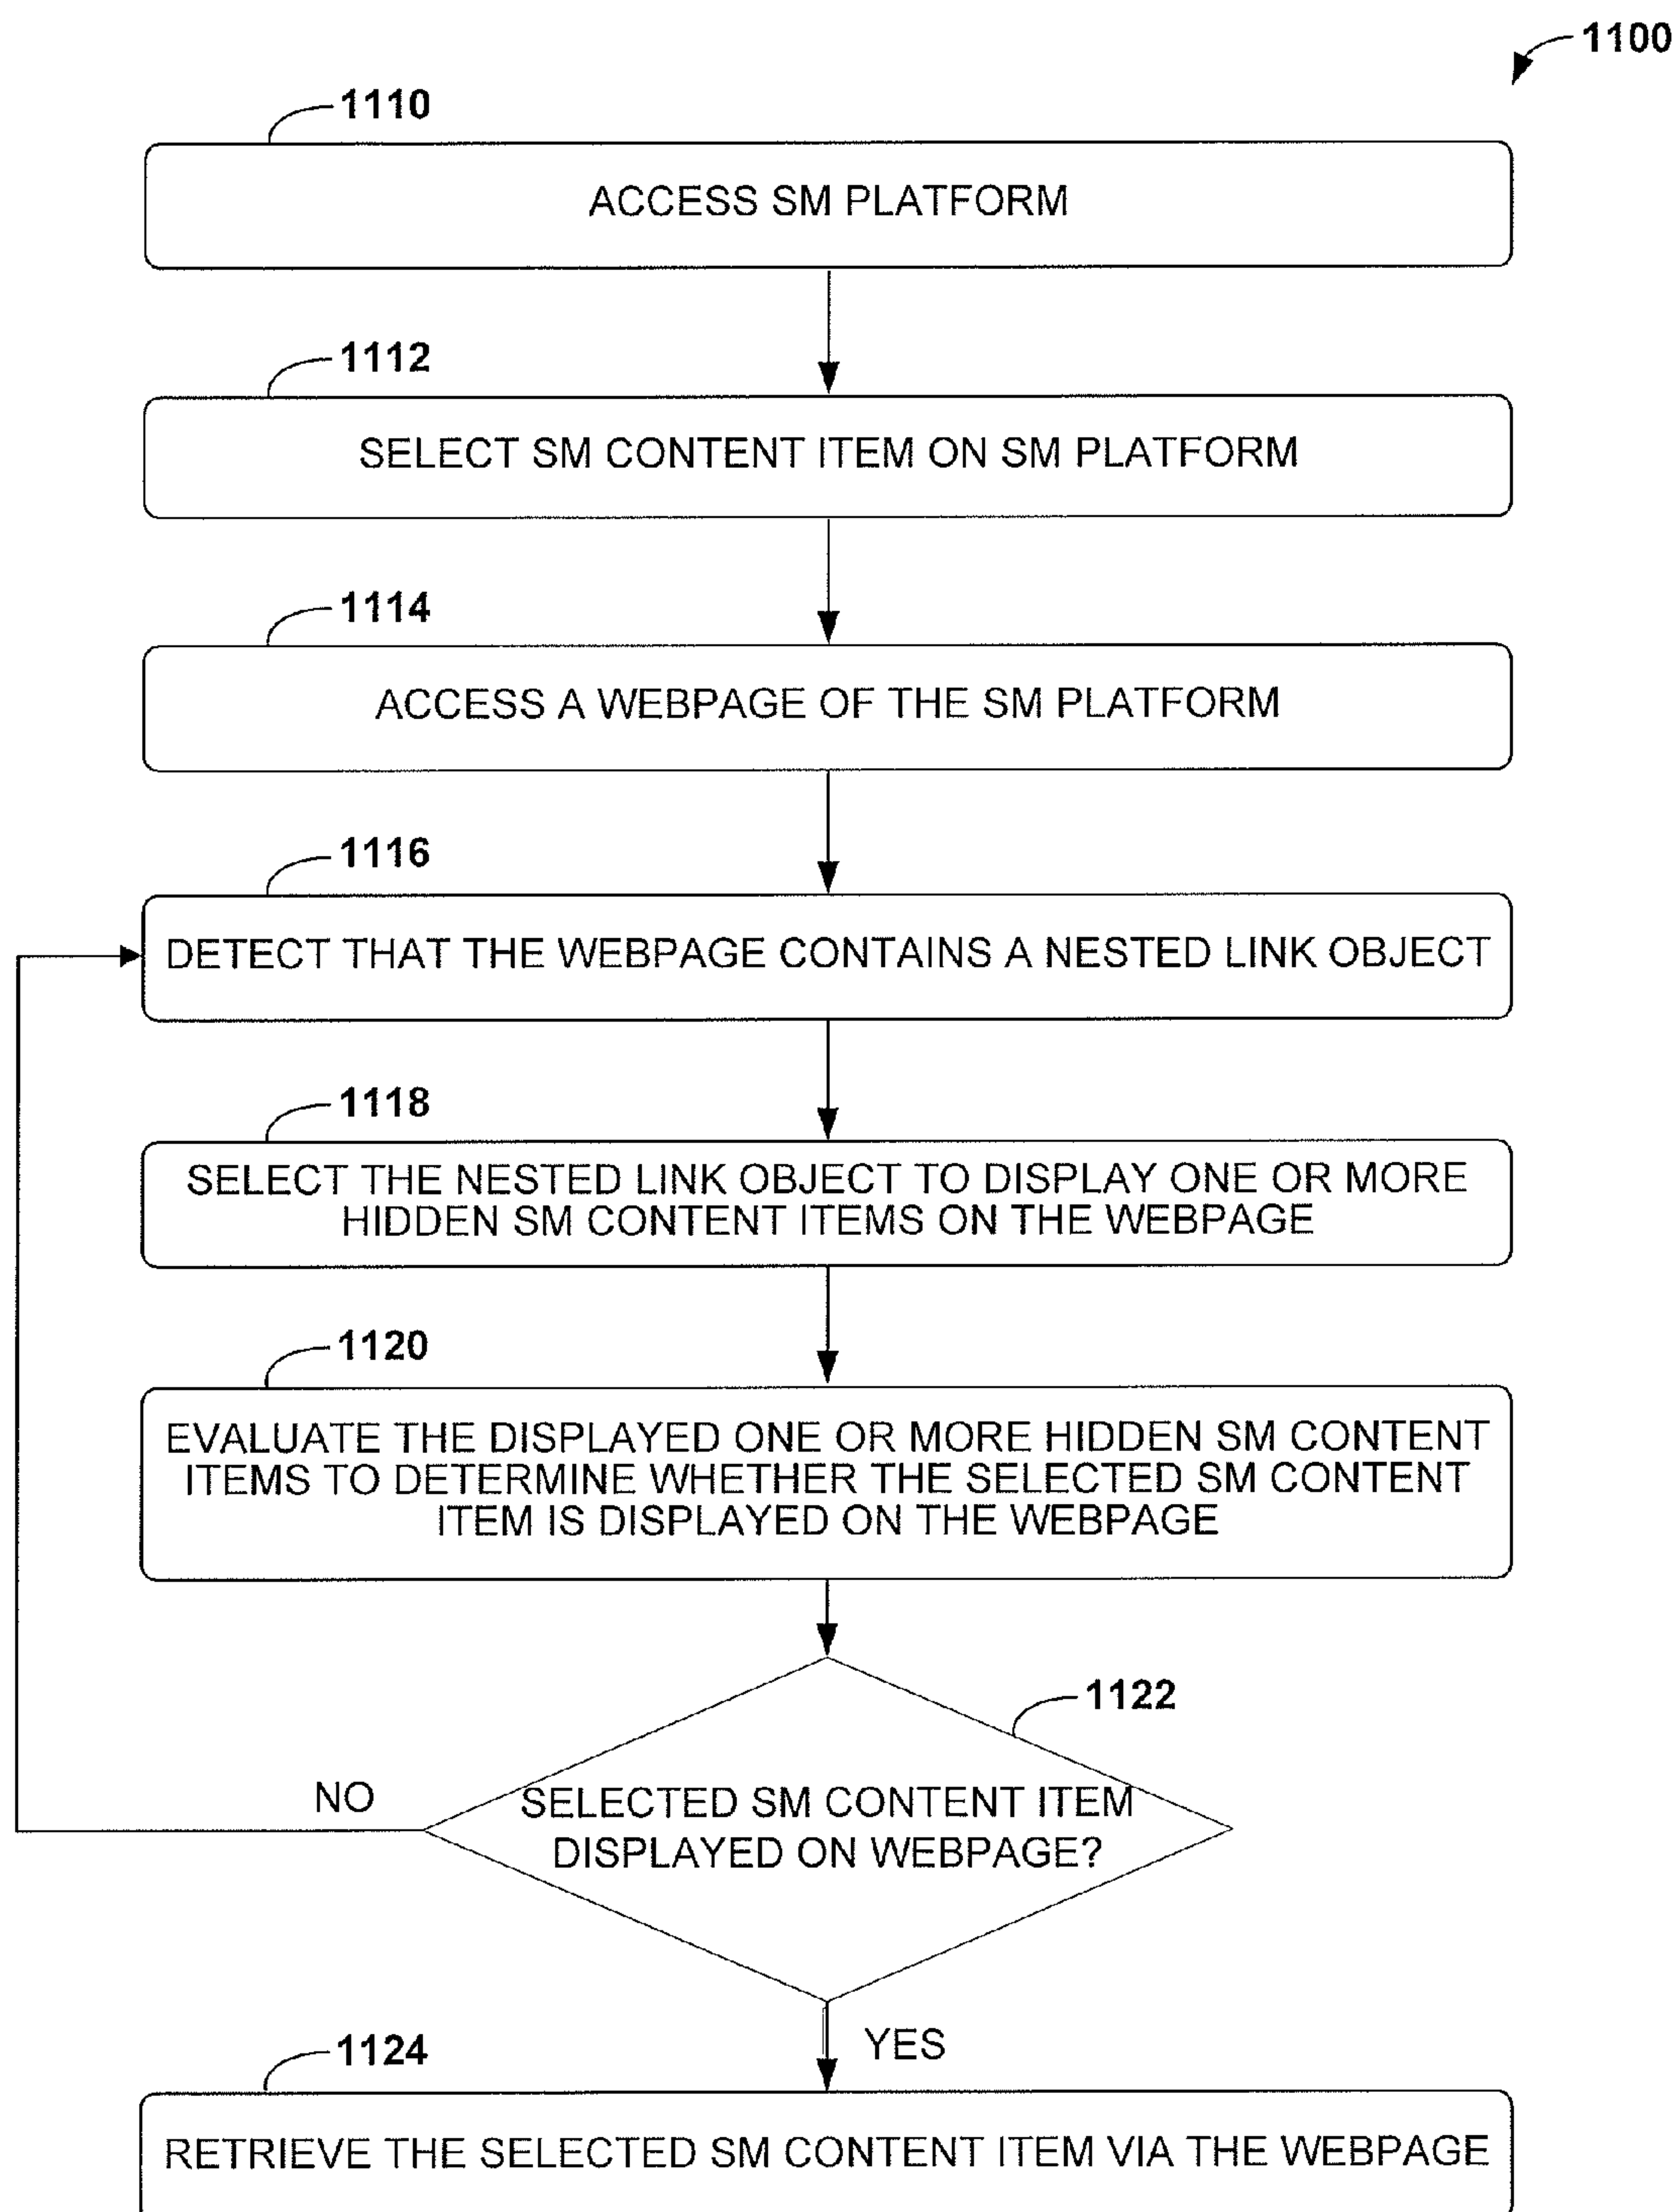 1100
1110
ACCESS SM PLATFORM
1112
SELECT SM CONTENT ITEM ON SM PLATFORM
1114
ACCESS A WEBPAGE OF THE SM PLATFORM
1116
DETECT THAT THE WEBPAGE CONTAINS A NESTED LINK OBJECT
1118
SELECT THE NESTED LINK OBJECT TO DISPLAY ONE OR MORE
HIDDEN SM CONTENT ITEMS ON THE WEBPAGE
1120
EVALUATE THE DISPLAYED ONE OR MORE HIDDEN SM CONTENT
ITEMS TO DETERMINE WHETHER THE SELECTED SM CONTENT
ITEM IS DISPLAYED ON THE WEBPAGE
1122
NO
SELECTED SM CONTENT ITEM
DISPLAYED ON WEBPAGE?
YES
1124
RETRIEVE THE SELECTED SM CONTENT ITEM VIA THE WEBPAGE